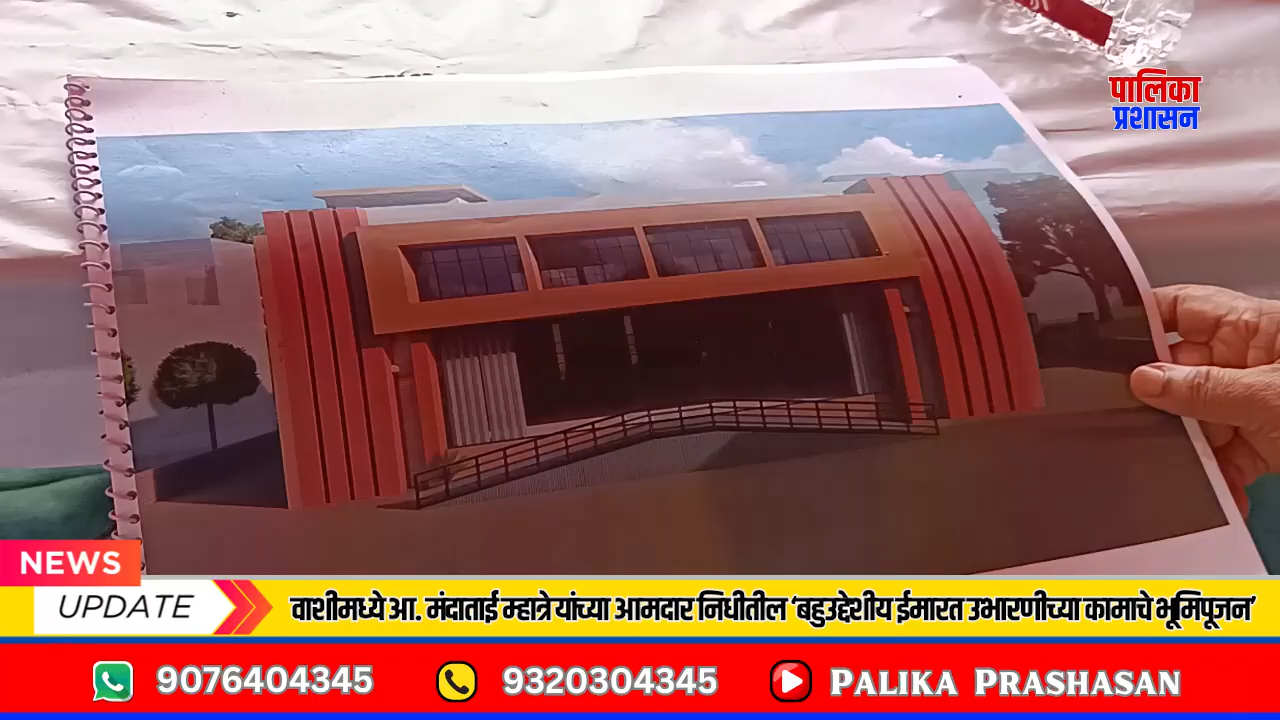 पालिका
प्रशासन
NEWS
UPDATE
वाशीमध्ये आ. मंदाताई म्हात्रे यांच्या आमदार निधीतील ‘बहुउद्देशीय ईमारत उभारणीच्या कामाचे भूमिपूजन’
9076404345 9320304345 PALIKA PRASHASAN